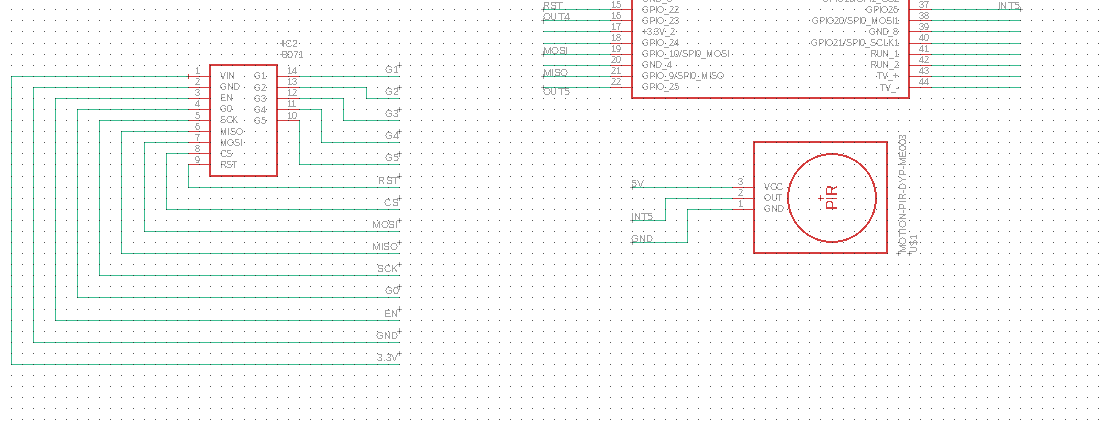 RST 15 GPIO_22 37 INT5
OUT4 16 GPIO_23 GPIO26
17 +3.3V_2 GPIO20/SPI0_MOSI1 38
18 GPIO_24 GND_8 39
MOSI 19 GPIO_10/SPI0_MOSI GPIO21/SPI0_SCLK1 40
20 GND_4 RUN_1 41
MISO 21 GPIO_9/SPI0_MISO RUN_2 42
OUT5 22 GPIO_25 TV_+ 43
TV_- 44
IC2
0071
1 VIN G1 14 G1
2 GND G2 13 G2
3 EN G3 12 G3
4 G0 G4 11 G4
5 SCK G5 10 G5
6 MISO
7 MOSI
8 CS
9 RST
RST
CS
MOSI
MISO
SCK
G0
EN
GND
3.3V
5V 3 VCC
INT5 2 OUT
GND 1 GND
PIR
MOTION-PIR-DYP-ME003
U$1